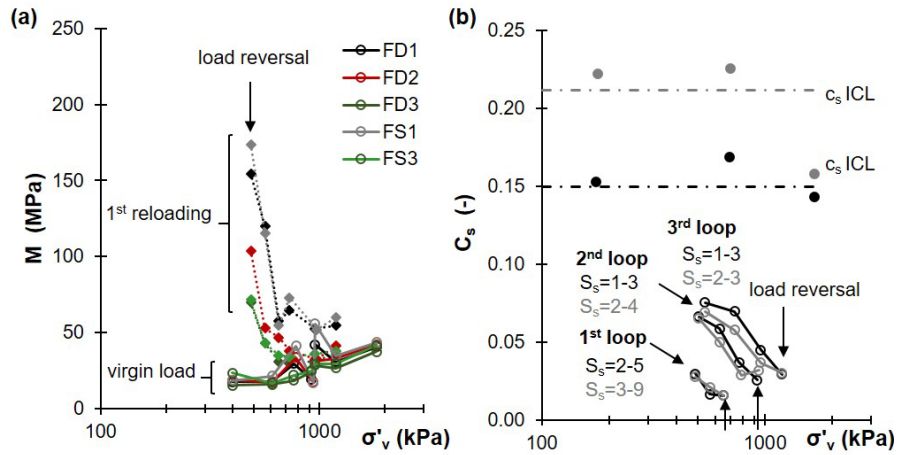 (a)
250
200
150
100
50
0
M (MPa)
100
1000
σ'v (kPa)
load reversal
1st reloading
virgin load
FD1
FD2
FD3
FS1
FS3
(b)
0.25
0.20
0.15
0.10
0.05
0.00
Cs (-)
100
1000
σ'v (kPa)
cs ICL
cs ICL
3rd loop
Ss=1-3
Ss=2-3
2nd loop
Ss=1-3
Ss=2-4
load reversal
1st loop
Ss=2-5
Ss=3-9